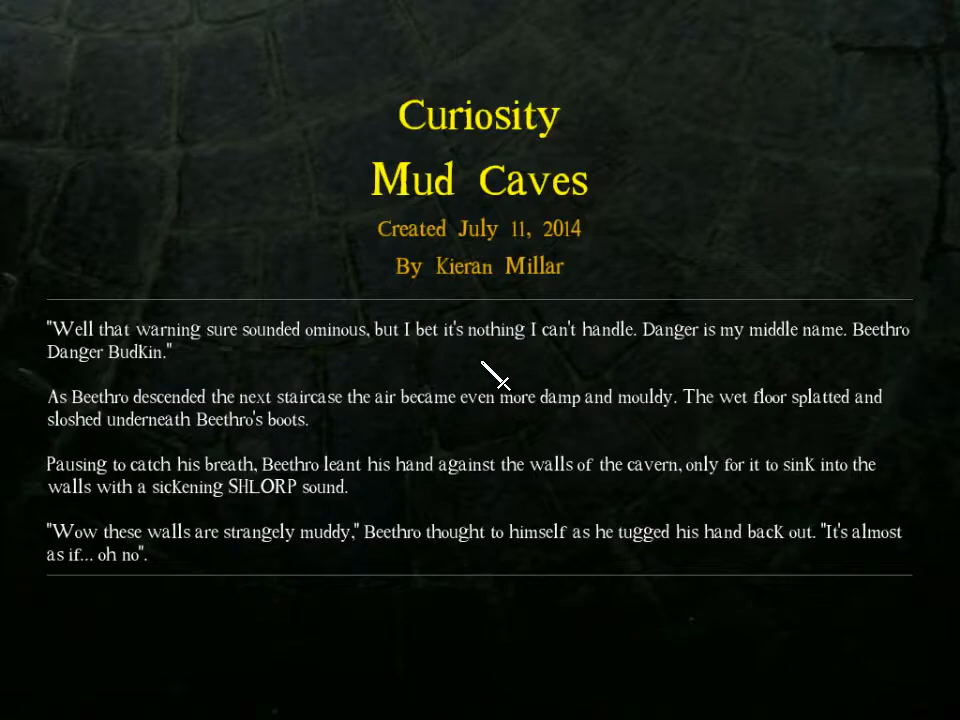 Curiosity
Mud Caves
Created July 11, 2014
By Kieran Millar
"Well that warning sure sounded ominous, but I bet it's nothing I can't handle. Danger is my middle name. Beethro
Danger Budkin."
As Beethro descended the next staircase the air became even more damp and mouldy. The wet floor splatted and
sloshed underneath Beethro's boots.
Pausing to catch his breath, Beethro leant his hand against the walls of the cavern, only for it to sink into the
walls with a sickening SHLORP sound.
"Wow these walls are strangely muddy," Beethro thought to himself as he tugged his hand back out. "It's almost
as if... oh no".